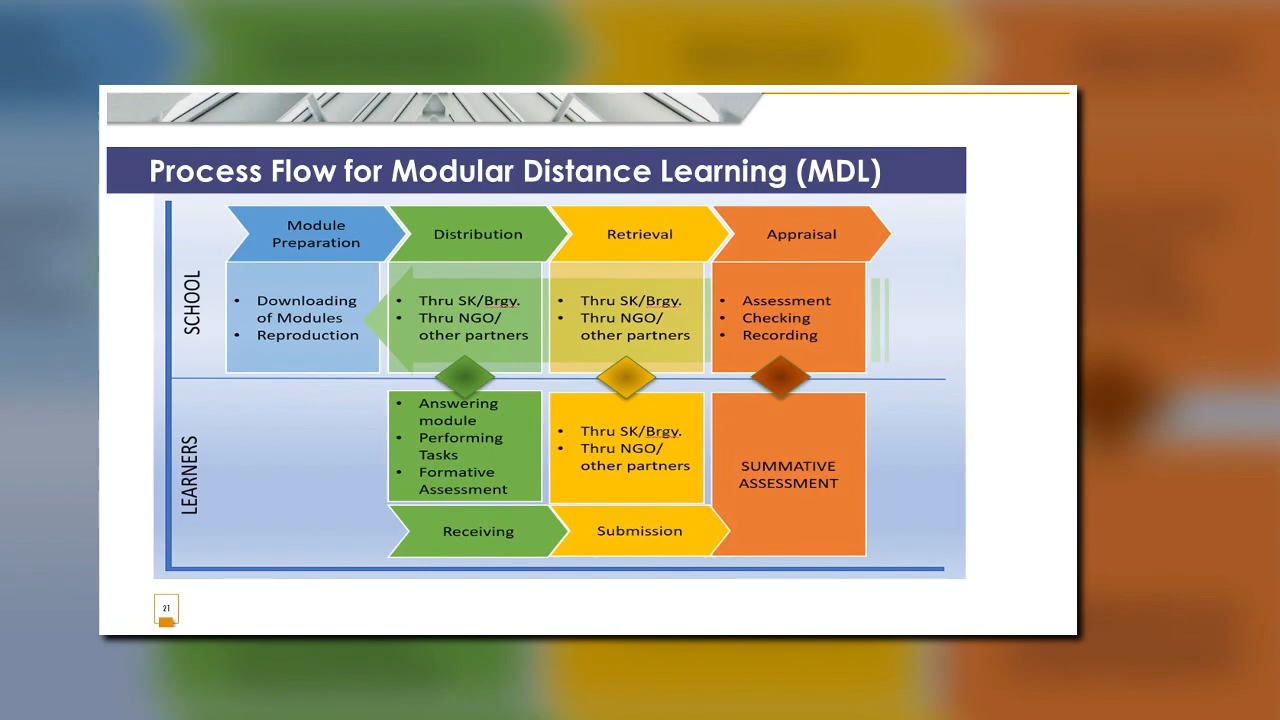 Process Flow for Modular Distance Learning (MDL)
SCHOOL
Module
Preparation
Distribution
Retrieval
Appraisal
• Downloading
of Modules
• Reproduction
• Thru SK/Brgy.
• Thru NGO/
other partners
• Thru SK/Brgy.
• Thru NGO/
other partners
• Assessment
• Checking
• Recording
LEARNERS
• Answering
module
• Performing
Tasks
• Formative
Assessment
• Thru SK/Brgy.
• Thru NGO/
other partners
SUMMATIVE
ASSESSMENT
Receiving
Submission
21